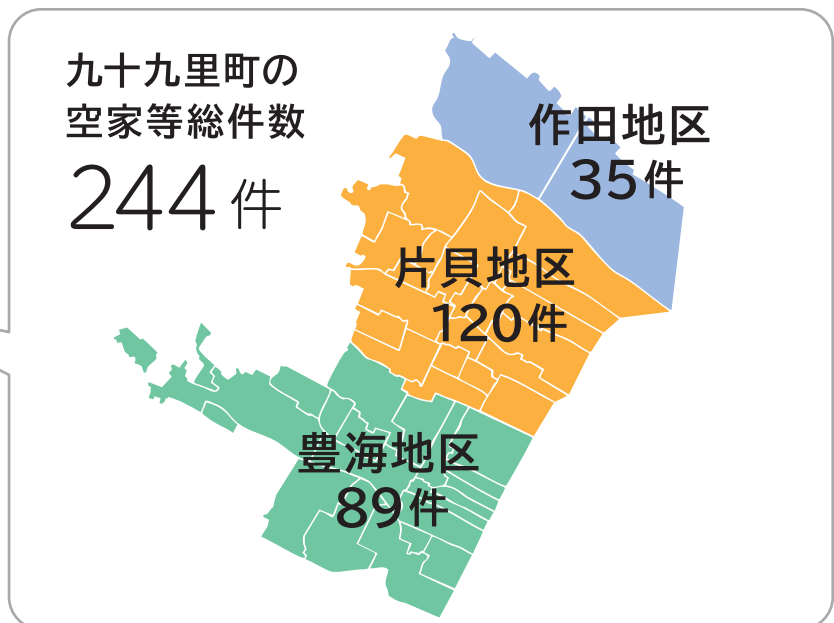 九十九里町の
空家等総件数
244件
作田地区
35件
片貝地区
120件
豊海地区
89件